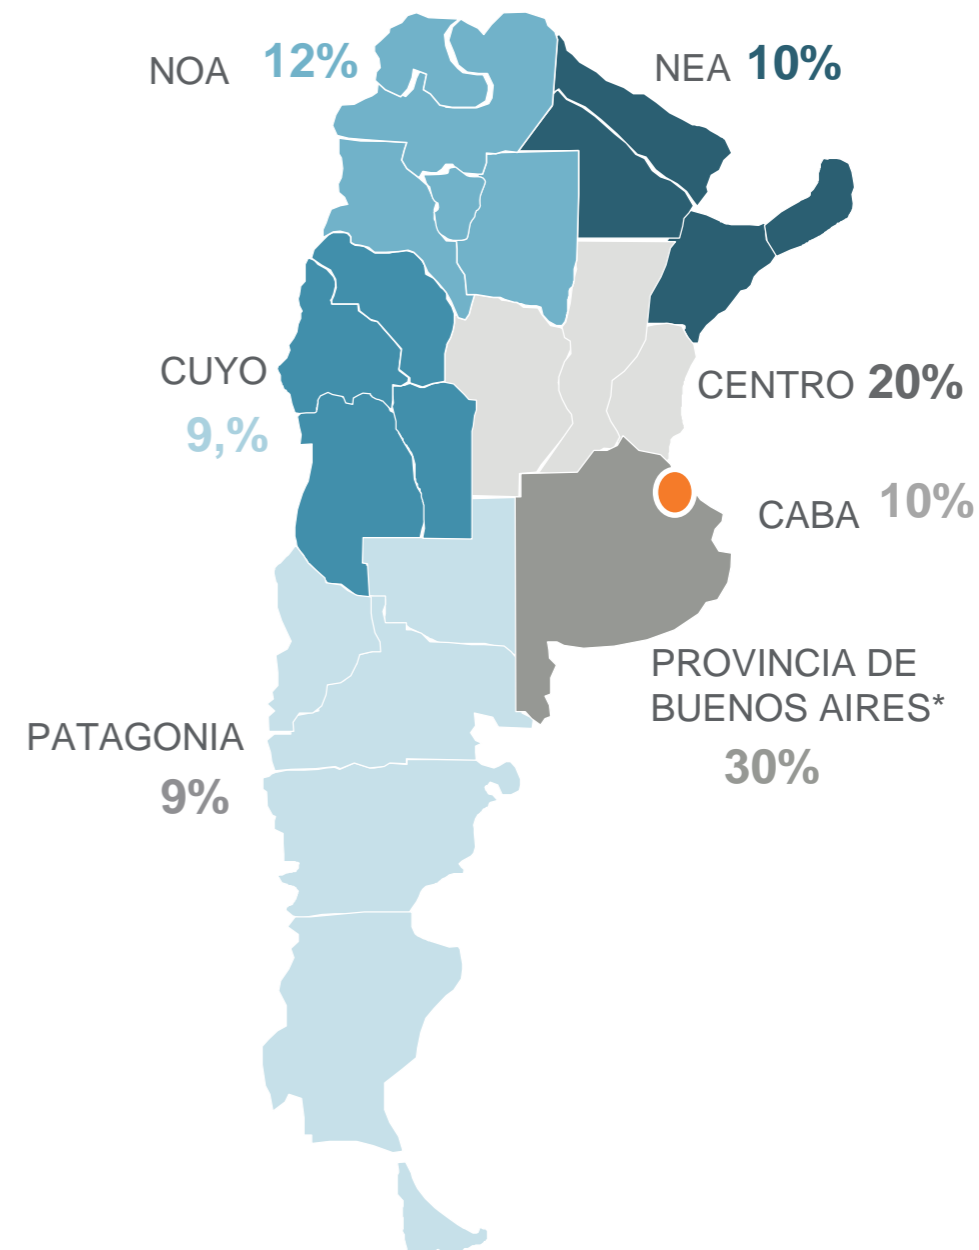 NOA 12%
NEA 10%
CUYO
9,%
CENTRO 20%
CABA 10%
PROVINCIA DE
BUENOS AIRES*
30%
PATAGONIA
9%